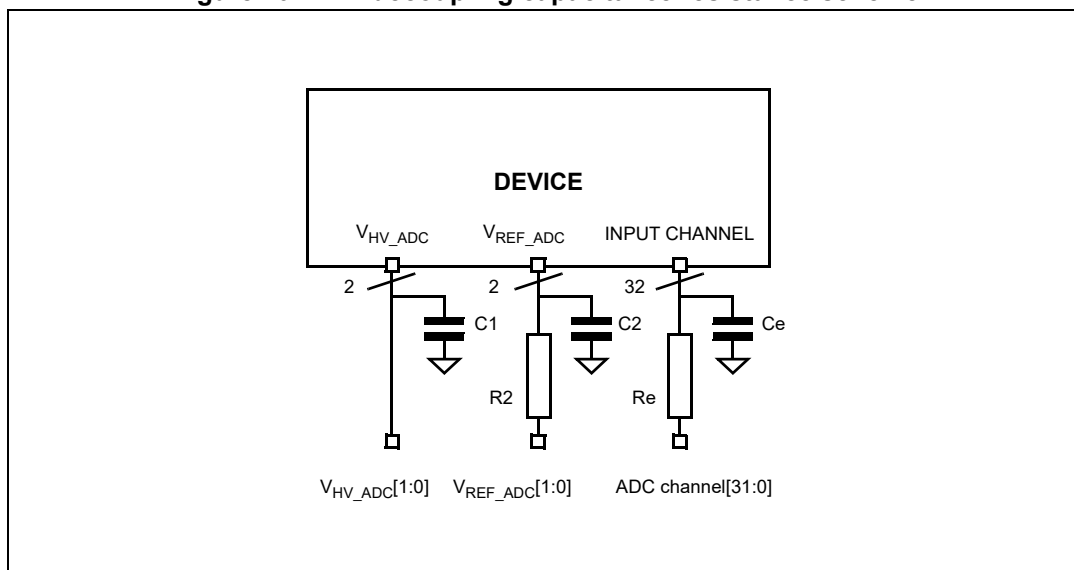 DEVICE
V_HV_ADC V_REF_ADC INPUT CHANNEL
2 2 32
C1 C2 Ce
R2 Re
V_HV_ADC[1:0] V_REF_ADC[1:0] ADC channel[31:0]